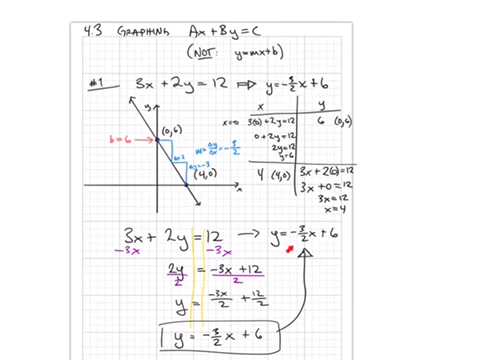 4.3 GRAPHING Ax + By = C
(NOT: y=mx+b)
#1 3x + 2y = 12 ⟹ y = -3/2 x + 6
y
x y
x=0 3(0)+2y=12 6 (0,6)
0+2y=12
2y=12
y=6
4 (4,0) 3x+2(0)=12
3x+0=12
3x=12
x=4
b=6 → (0,6)
m = Δy/Δx = -3/2
Δx=2
Δy=-3
(4,0)
x
3x + 2y = 12 → y = -3/2 x + 6
-3x -3x
2y/2 = (-3x + 12)/2
y = -3x/2 + 12/2
y = -3/2 x + 6